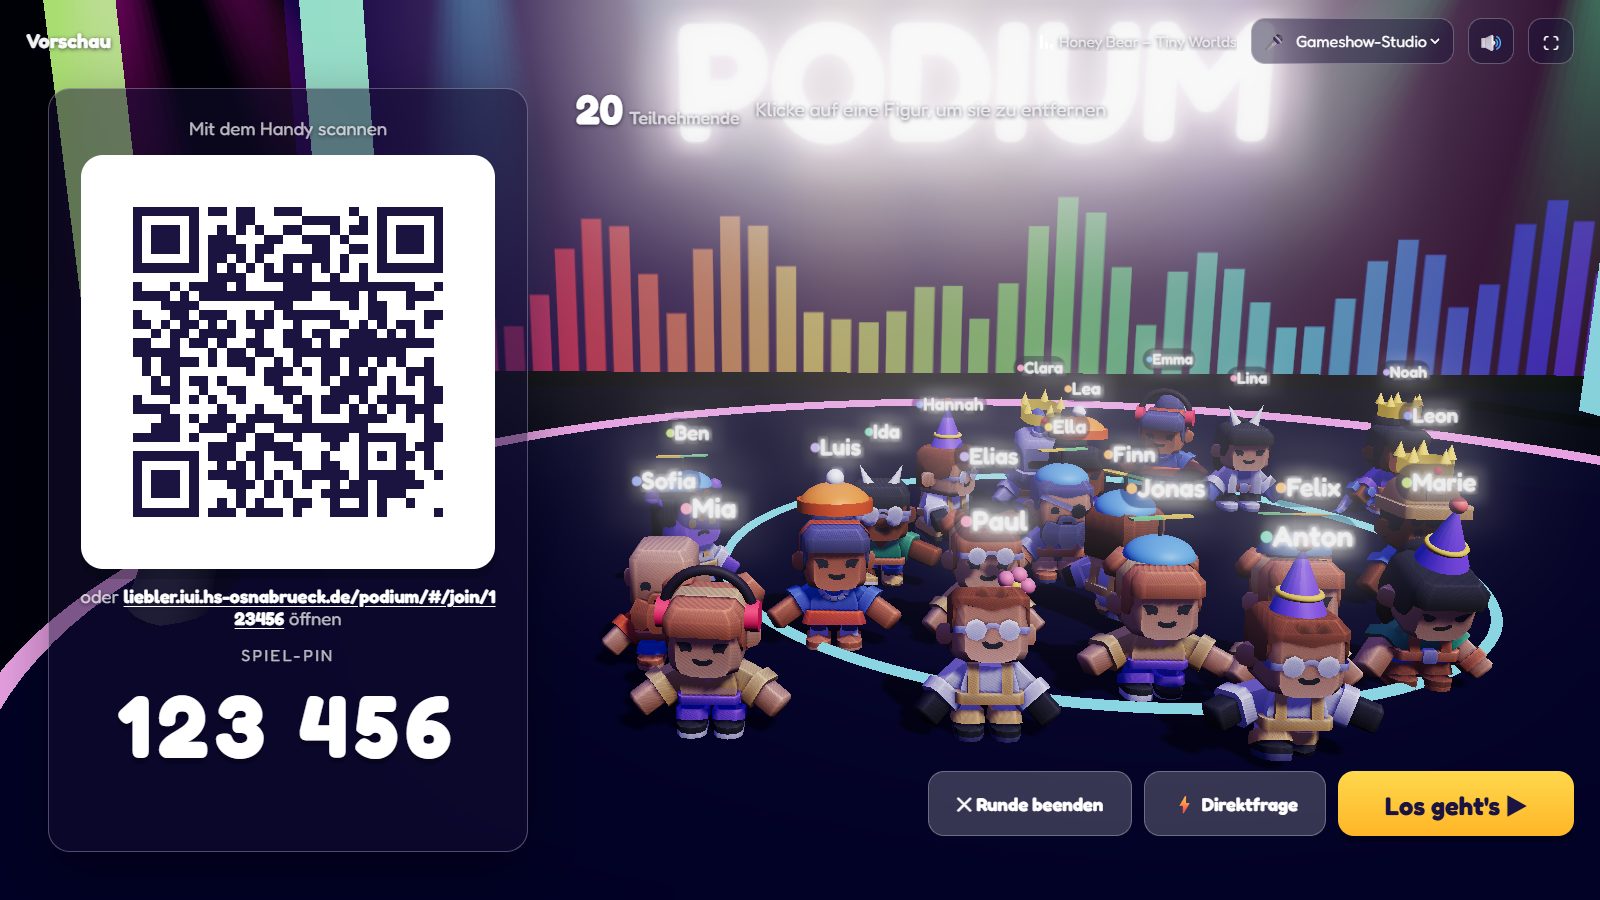 Vorschau
PODIUM
Honey Bear – Tiny Worlds
Gameshow-Studio
20 Teilnehmende
Klicke auf eine Figur, um sie zu entfernen
Mit dem Handy scannen
oder liebler.iui.hs-osnabrueck.de/podium/#/join/1
23456 öffnen
SPIEL-PIN
123 456
Clara
Emma
Lea
Lina
Noah
Hannah
Leon
Ben
Ida
Ella
Luis
Elias
Finn
Sofia
Jonas
Felix
Marie
Mia
Paul
Anton
Runde beenden
Direktfrage
Los geht's